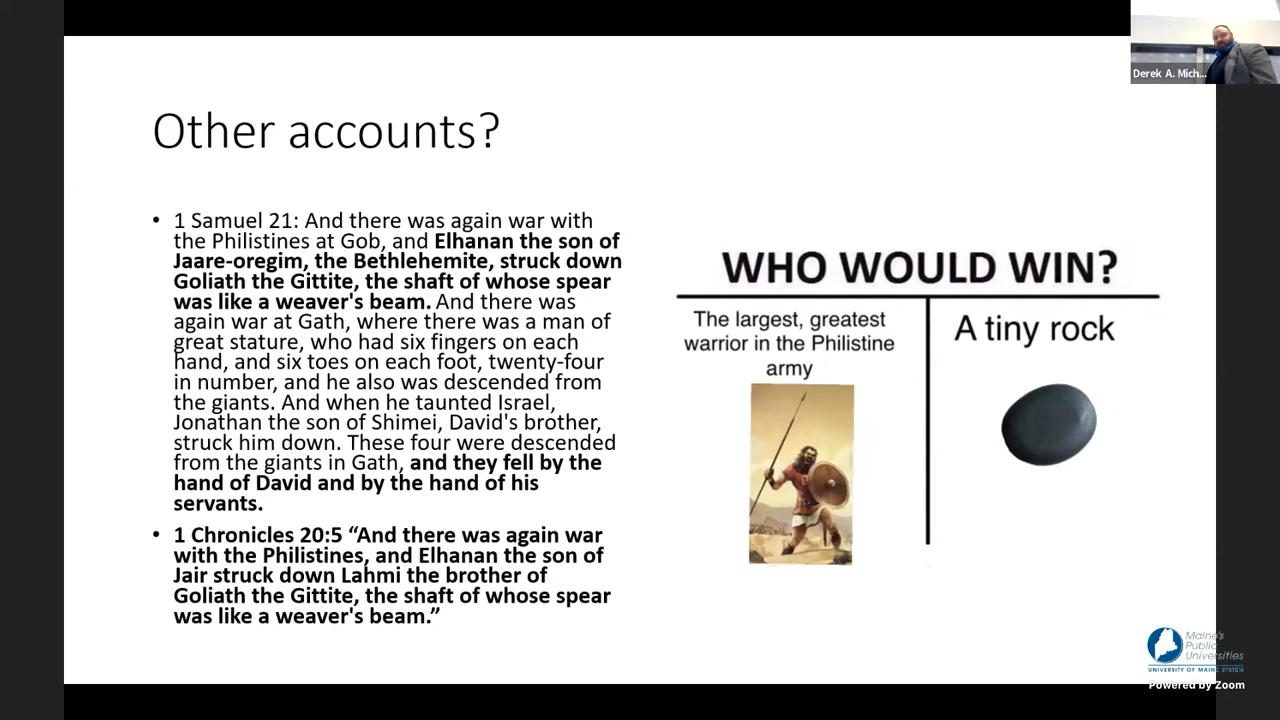 Derek A. Mich...
Other accounts?
• 1 Samuel 21: And there was again war with
the Philistines at Gob, and Elhanan the son of
Jaare-oregim, the Bethlehemite, struck down
Goliath the Gittite, the shaft of whose spear
was like a weaver's beam. And there was
again war at Gath, where there was a man of
great stature, who had six fingers on each
hand, and six toes on each foot, twenty-four
in number, and he also was descended from
the giants. And when he taunted Israel,
Jonathan the son of Shimei, David's brother,
struck him down. These four were descended
from the giants in Gath, and they fell by the
hand of David and by the hand of his
servants.
• 1 Chronicles 20:5 “And there was again war
with the Philistines, and Elhanan the son of
Jair struck down Lahmi the brother of
Goliath the Gittite, the shaft of whose spear
was like a weaver's beam.”
WHO WOULD WIN?
The largest, greatest
warrior in the Philistine
army
A tiny rock
Maine's
Public
Universities
UNIVERSITY OF MAINE SYSTEM
Powered by Zoom